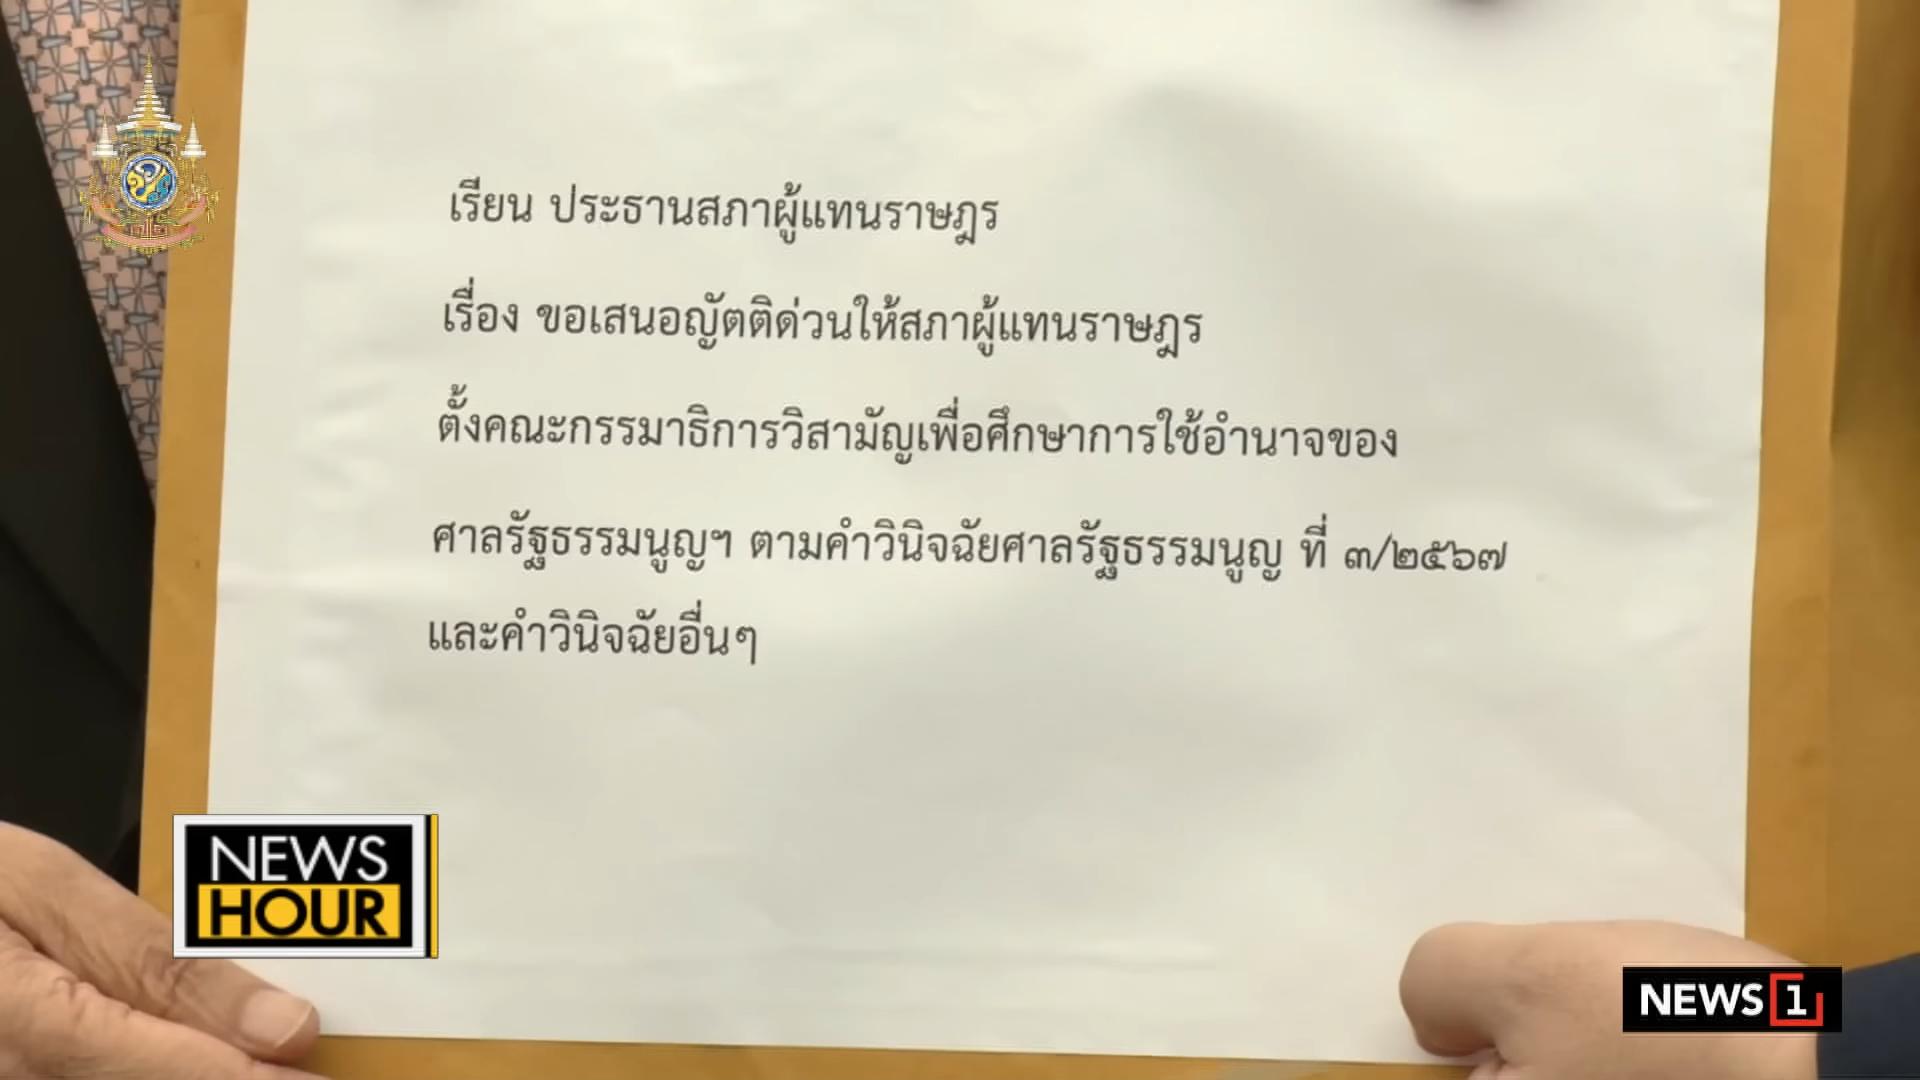 เรียน ประธานสภาผู้แทนราษฎร
เรื่อง ขอเสนอญัตติด่วนให้สภาผู้แทนราษฎร
ตั้งคณะกรรมาธิการวิสามัญเพื่อศึกษาการใช้อำนาจของ
ศาลรัฐธรรมนูญฯ ตามคำวินิจฉัยศาลรัฐธรรมนูญ ที่ ๓/๒๕๖๗
และคำวินิจฉัยอื่นๆ
NEWS
HOUR
NEWS 1